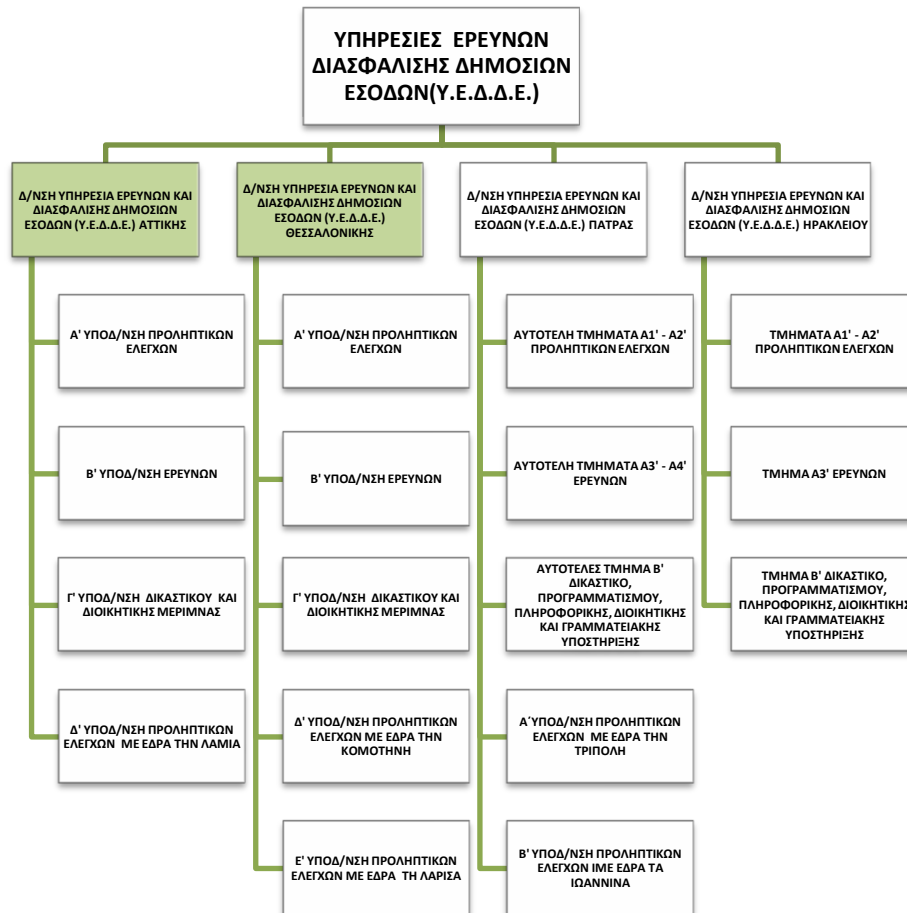 ΥΠΗΡΕΣΙΕΣ ΕΡΕΥΝΩΝ
ΔΙΑΣΦΑΛΙΣΗΣ ΔΗΜΟΣΙΩΝ
ΕΣΟΔΩΝ(Υ.Ε.Δ.Δ.Ε.)
Δ/ΝΣΗ ΥΠΗΡΕΣΙΑ ΕΡΕΥΝΩΝ ΚΑΙ
ΔΙΑΣΦΑΛΙΣΗΣ ΔΗΜΟΣΙΩΝ
ΕΣΟΔΩΝ (Υ.Ε.Δ.Δ.Ε.) ΑΤΤΙΚΗΣ
Α' ΥΠΟΔ/ΝΣΗ ΠΡΟΛΗΠΤΙΚΩΝ
ΕΛΕΓΧΩΝ
Β' ΥΠΟΔ/ΝΣΗ ΕΡΕΥΝΩΝ
Γ' ΥΠΟΔ/ΝΣΗ ΔΙΚΑΣΤΙΚΟΥ ΚΑΙ
ΔΙΟΙΚΗΤΙΚΗΣ ΜΕΡΙΜΝΑΣ
Δ' ΥΠΟΔ/ΝΣΗ ΠΡΟΛΗΠΤΙΚΩΝ
ΕΛΕΓΧΩΝ ΜΕ ΕΔΡΑ ΤΗΝ ΛΑΜΙΑ
Δ/ΝΣΗ ΥΠΗΡΕΣΙΑ ΕΡΕΥΝΩΝ ΚΑΙ
ΔΙΑΣΦΑΛΙΣΗΣ ΔΗΜΟΣΙΩΝ
ΕΣΟΔΩΝ (Υ.Ε.Δ.Δ.Ε.)
ΘΕΣΣΑΛΟΝΙΚΗΣ
Α' ΥΠΟΔ/ΝΣΗ ΠΡΟΛΗΠΤΙΚΩΝ
ΕΛΕΓΧΩΝ
Β' ΥΠΟΔ/ΝΣΗ ΕΡΕΥΝΩΝ
Γ' ΥΠΟΔ/ΝΣΗ ΔΙΚΑΣΤΙΚΟΥ ΚΑΙ
ΔΙΟΙΚΗΤΙΚΗΣ ΜΕΡΙΜΝΑΣ
Δ' ΥΠΟΔ/ΝΣΗ ΠΡΟΛΗΠΤΙΚΩΝ
ΕΛΕΓΧΩΝ ΜΕ ΕΔΡΑ ΤΗΝ
ΚΟΜΟΤΗΝΗ
Ε' ΥΠΟΔ/ΝΣΗ ΠΡΟΛΗΠΤΙΚΩΝ
ΕΛΕΓΧΩΝ ΜΕ ΕΔΡΑ ΤΗ ΛΑΡΙΣΑ
Δ/ΝΣΗ ΥΠΗΡΕΣΙΑ ΕΡΕΥΝΩΝ ΚΑΙ
ΔΙΑΣΦΑΛΙΣΗΣ ΔΗΜΟΣΙΩΝ
ΕΣΟΔΩΝ (Υ.Ε.Δ.Δ.Ε.) ΠΑΤΡΑΣ
ΑΥΤΟΤΕΛΗ ΤΜΗΜΑΤΑ Α1' - Α2'
ΠΡΟΛΗΠΤΙΚΩΝ ΕΛΕΓΧΩΝ
ΑΥΤΟΤΕΛΗ ΤΜΗΜΑΤΑ Α3' - Α4'
ΕΡΕΥΝΩΝ
ΑΥΤΟΤΕΛΕΣ ΤΜΗΜΑ Β'
ΔΙΚΑΣΤΙΚΟ,
ΠΡΟΓΡΑΜΜΑΤΙΣΜΟΥ,
ΠΛΗΡΟΦΟΡΙΚΗΣ, ΔΙΟΙΚΗΤΙΚΗΣ
ΚΑΙ ΓΡΑΜΜΑΤΕΙΑΚΗΣ
ΥΠΟΣΤΗΡΙΞΗΣ
Α΄ΥΠΟΔ/ΝΣΗ ΠΡΟΛΗΠΤΙΚΩΝ
ΕΛΕΓΧΩΝ ΜΕ ΕΔΡΑ ΤΗΝ
ΤΡΙΠΟΛΗ
Β' ΥΠΟΔ/ΝΣΗ ΠΡΟΛΗΠΤΙΚΩΝ
ΕΛΕΓΧΩΝ ΙΜΕ ΕΔΡΑ ΤΑ
ΙΩΑΝΝΙΝΑ
Δ/ΝΣΗ ΥΠΗΡΕΣΙΑ ΕΡΕΥΝΩΝ ΚΑΙ
ΔΙΑΣΦΑΛΙΣΗΣ ΔΗΜΟΣΙΩΝ
ΕΣΟΔΩΝ (Υ.Ε.Δ.Δ.Ε.) ΗΡΑΚΛΕΙΟΥ
ΤΜΗΜΑΤΑ Α1' - Α2'
ΠΡΟΛΗΠΤΙΚΩΝ ΕΛΕΓΧΩΝ
ΤΜΗΜΑ Α3' ΕΡΕΥΝΩΝ
ΤΜΗΜΑ Β' ΔΙΚΑΣΤΙΚΟ,
ΠΡΟΓΡΑΜΜΑΤΙΣΜΟΥ,
ΠΛΗΡΟΦΟΡΙΚΗΣ, ΔΙΟΙΚΗΤΙΚΗΣ
ΚΑΙ ΓΡΑΜΜΑΤΕΙΑΚΗΣ
ΥΠΟΣΤΗΡΙΞΗΣ